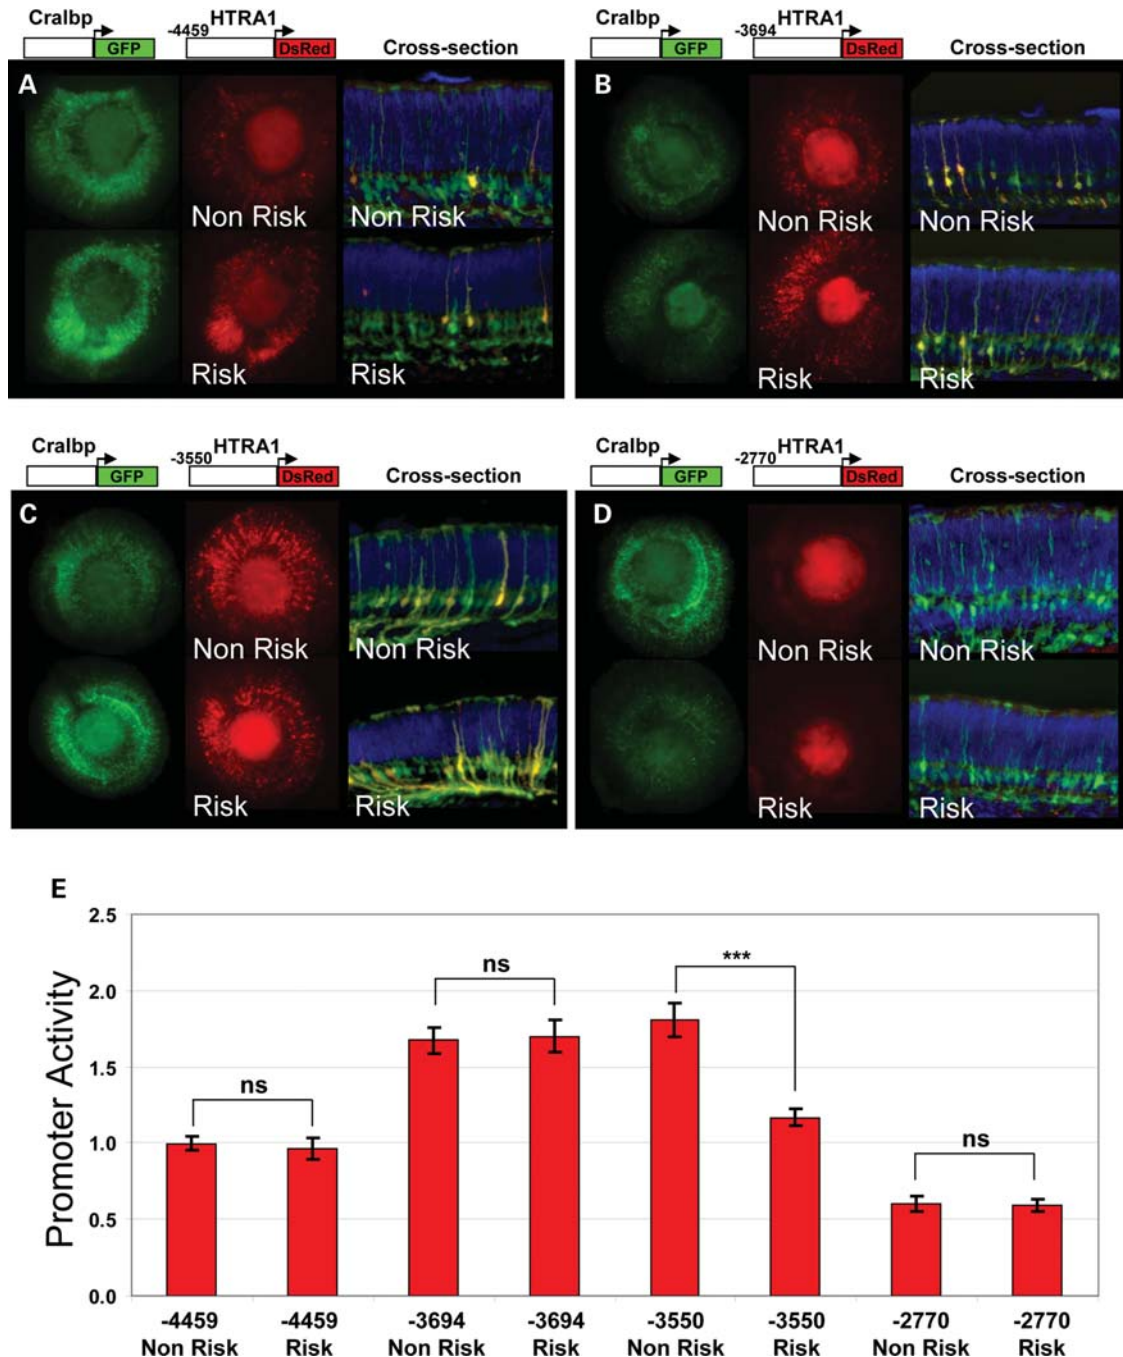 Cralbp HTRA1
-4459
GFP DsRed Cross-section
A
Non Risk Non Risk
Risk Risk
Cralbp HTRA1
-3694
GFP DsRed Cross-section
B
Non Risk Non Risk
Risk Risk
Cralbp HTRA1
-3550
GFP DsRed Cross-section
C
Non Risk Non Risk
Risk Risk
Cralbp HTRA1
-2770
GFP DsRed Cross-section
D
Non Risk Non Risk
Risk Risk
E
Promoter Activity
2.5
2.0
1.5
1.0
0.5
0.0
ns
ns
***
ns
-4459 -4459 -3694 -3694 -3550 -3550 -2770 -2770
Non Risk Risk Non Risk Risk Non Risk Risk Non Risk Risk